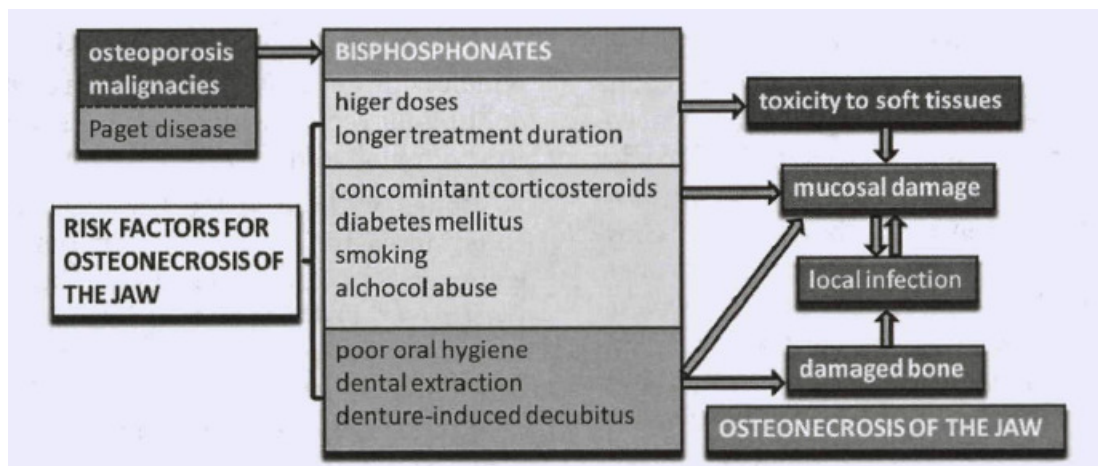 osteoporosis
malignacies
Paget disease
BISPHOSPHONATES
higer doses
longer treatment duration
concomintant corticosteroids
diabetes mellitus
smoking
alchocol abuse
poor oral hygiene
dental extraction
denture-induced decubitus
RISK FACTORS FOR
OSTEONECROSIS OF
THE JAW
toxicity to soft tissues
mucosal damage
local infection
damaged bone
OSTEONECROSIS OF THE JAW